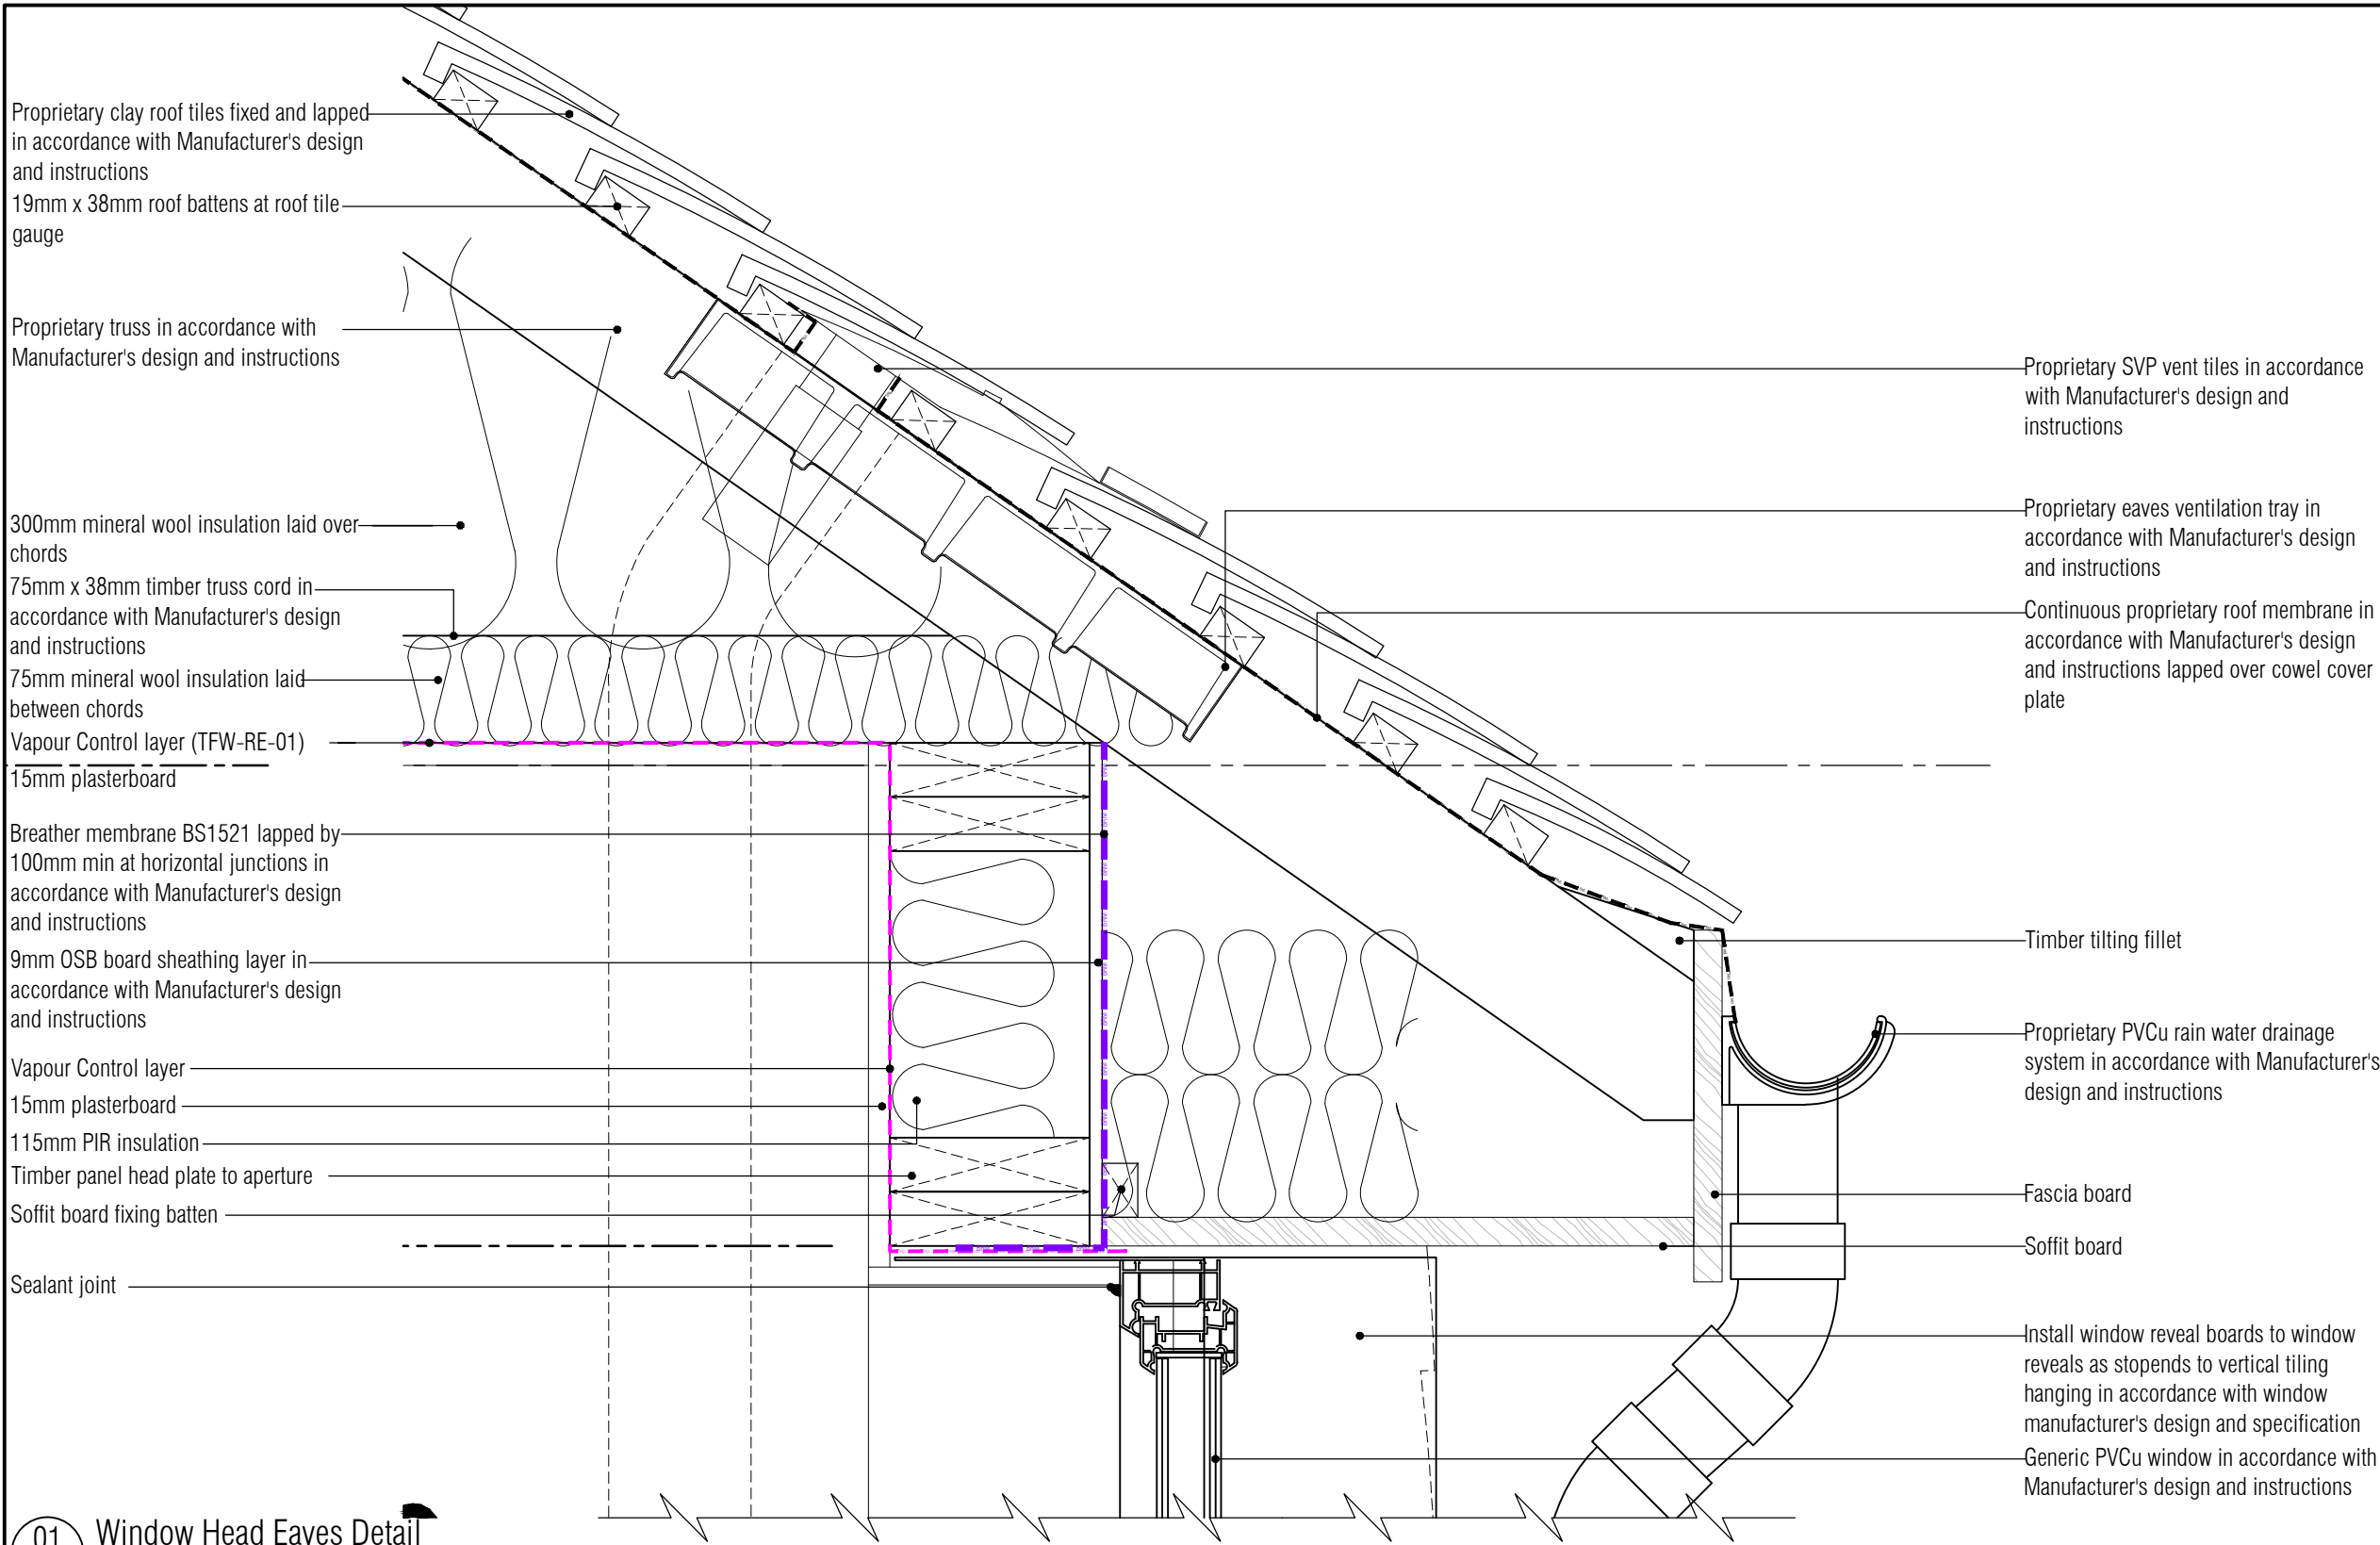 Proprietary clay roof tiles fixed and lapped
in accordance with Manufacturer's design
and instructions
19mm x 38mm roof battens at roof tile
gauge
Proprietary truss in accordance with
Manufacturer's design and instructions
300mm mineral wool insulation laid over
chords
75mm x 38mm timber truss cord in
accordance with Manufacturer's design
and instructions
75mm mineral wool insulation laid
between chords
Vapour Control layer (TFW-RE-01)
15mm plasterboard
Breather membrane BS1521 lapped by
100mm min at horizontal junctions in
accordance with Manufacturer's design
and instructions
9mm OSB board sheathing layer in
accordance with Manufacturer's design
and instructions
Vapour Control layer
15mm plasterboard
115mm PIR insulation
Timber panel head plate to aperture
Soffit board fixing batten
Sealant joint
Proprietary SVP vent tiles in accordance
with Manufacturer's design and
instructions
Proprietary eaves ventilation tray in
accordance with Manufacturer's design
and instructions
Continuous proprietary roof membrane in
accordance with Manufacturer's design
and instructions lapped over cowel cover
plate
Timber tilting fillet
Proprietary PVCu rain water drainage
system in accordance with Manufacturer's
design and instructions
Fascia board
Soffit board
Install window reveal boards to window
reveals as stopends to vertical tiling
hanging in accordance with window
manufacturer's design and specification
Generic PVCu window in accordance with
Manufacturer's design and instructions
01 Window Head Eaves Detail